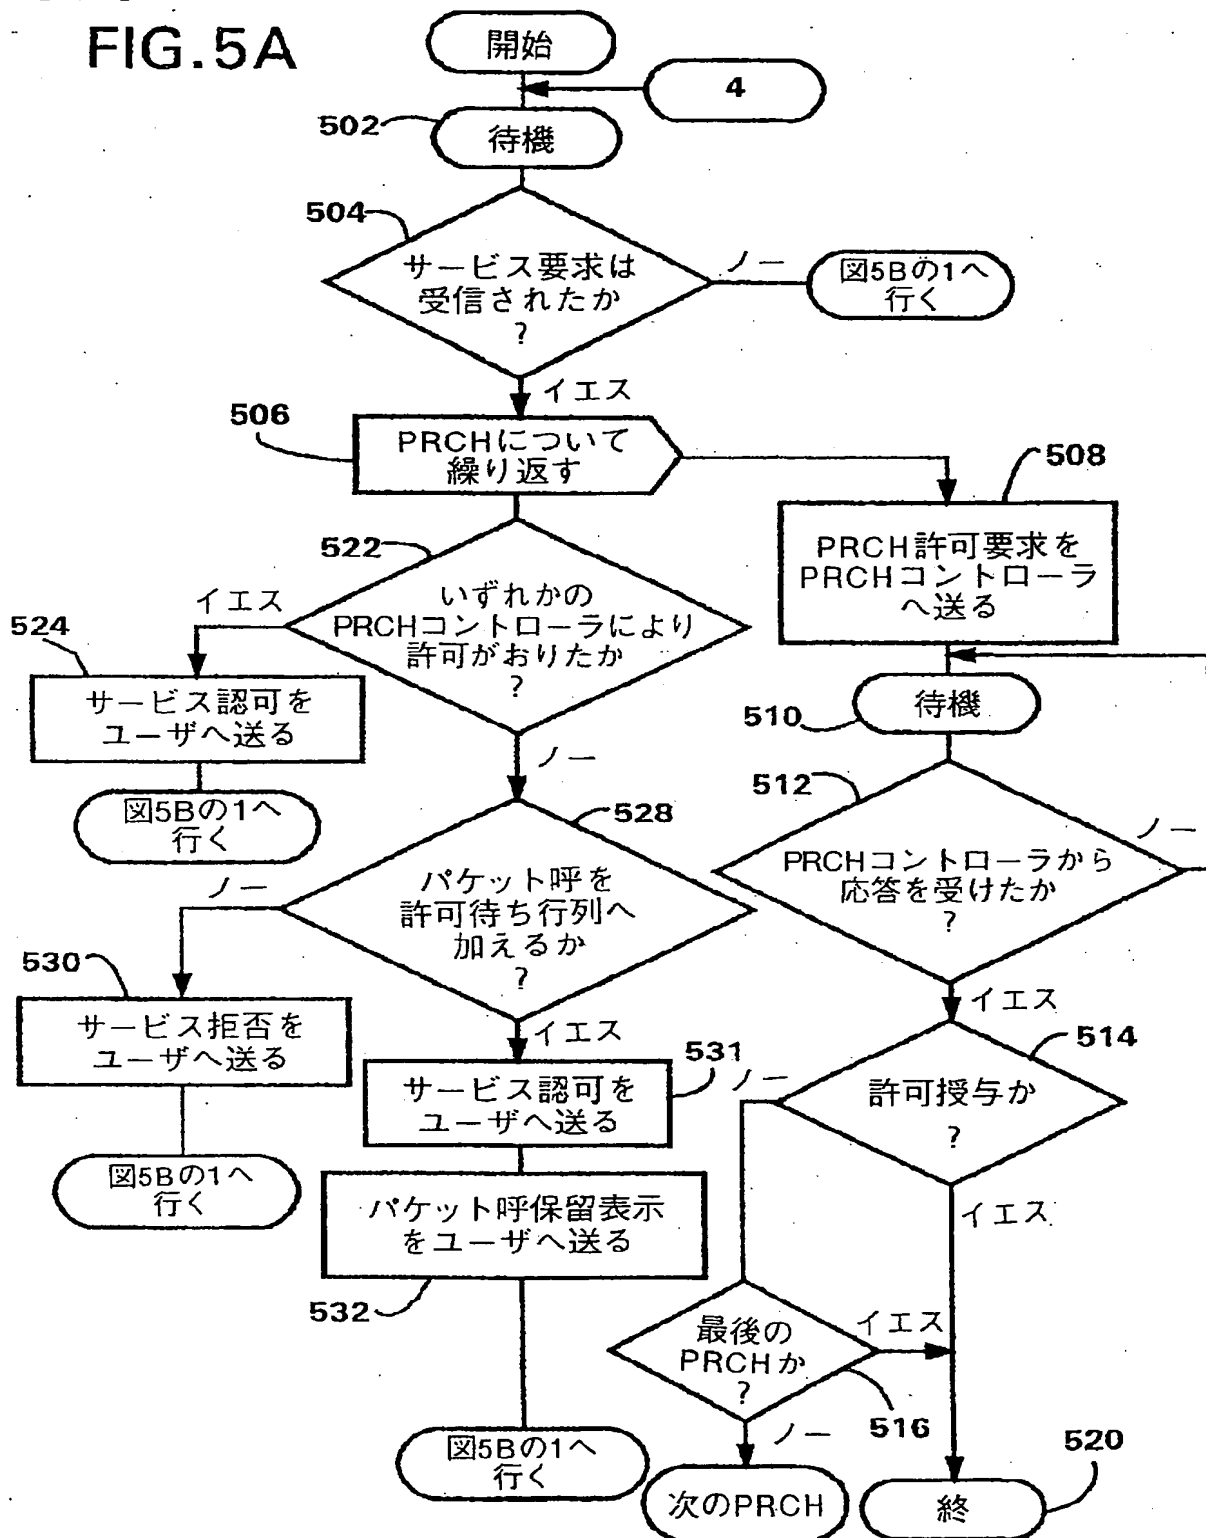 FIG.5A
開始
4
502
待機
504
サービス要求は
受信されたか
?
ノー
図5Bの1へ
行く
イエス
506
PRCHについて
繰り返す
508
PRCH許可要求を
PRCHコントローラ
へ送る
522
いずれかの
PRCHコントローラにより
許可がおりたか
?
イエス
524
サービス認可を
ユーザへ送る
図5Bの1へ
行く
ノー
510
待機
512
PRCHコントローラから
応答を受けたか
?
ノー
イエス
528
パケット呼を
許可待ち行列へ
加えるか
?
ノー
530
サービス拒否を
ユーザへ送る
図5Bの1へ
行く
イエス
531
サービス認可を
ユーザへ送る
パケット呼保留表示
をユーザへ送る
532
図5Bの1へ
行く
514
許可授与か
?
ノー
イエス
最後の
PRCHか
?
イエス
516
ノー
次のPRCH
520
終